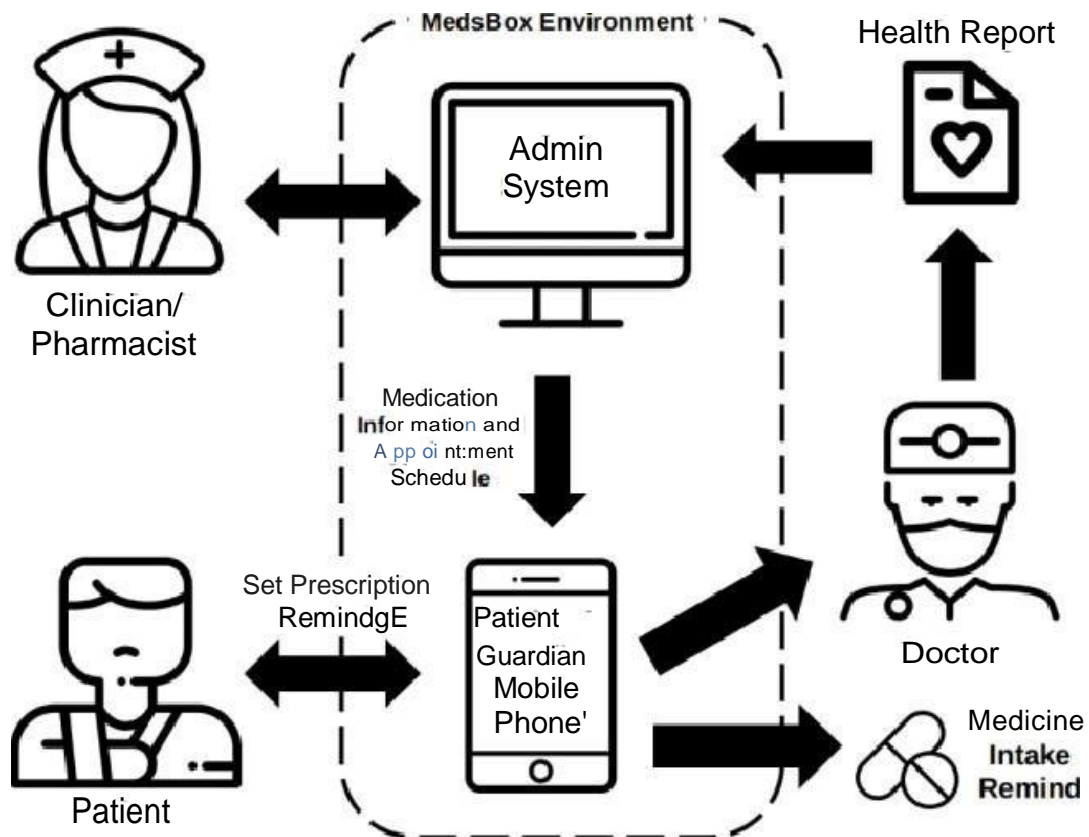 MedsBox Environment
Health Report
Admin
System
Clinician/
Pharmacist
Medication
Infor mation and
A pp oi nt:ment
Schedu le
Set Prescription
RemindgE
Patient
Guardian
Mobile
Phone'
Doctor
Medicine
Intake
Remind
Patient